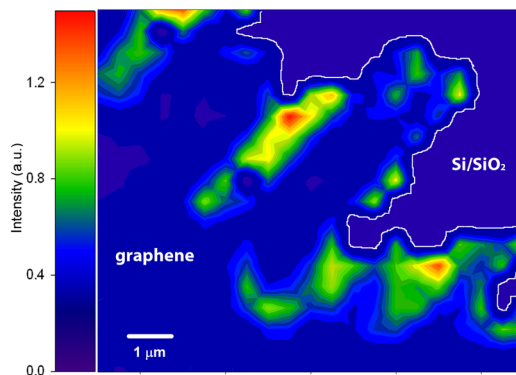 1.2
Intensity (a.u.)
0.8
0.4
0.0
Si/SiO₂
graphene
1 μm